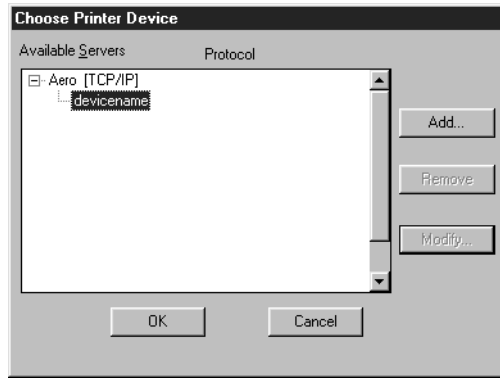 Choose Printer Device
Available Servers Protocol
Aero [TCP/IP]
devicename
Add...
Remove
Modify...
OK Cancel